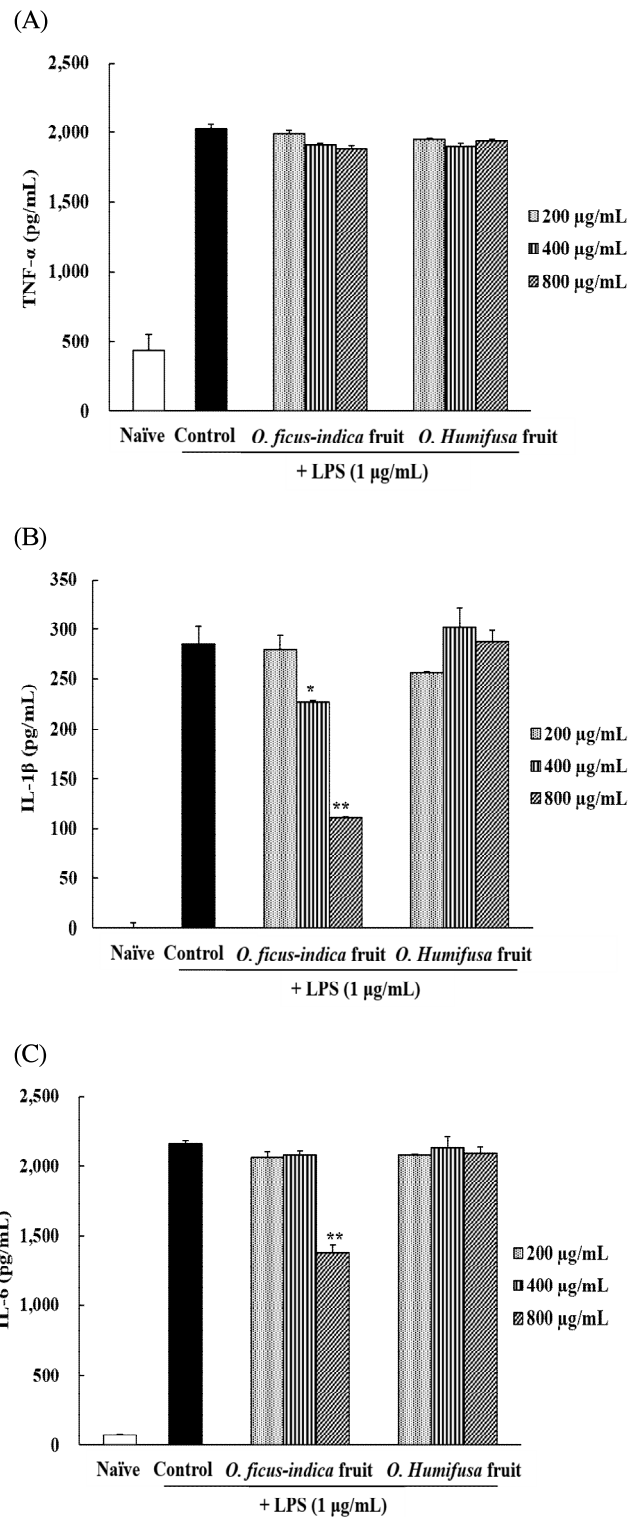 (A)
2,500
2,000
1,500
1,000
500
0
TNF-α (pg/mL)
200 µg/mL
400 µg/mL
800 µg/mL
Naïve Control O. ficus-indica fruit O. Humifusa fruit
+ LPS (1 µg/mL)
(B)
350
300
250
200
150
100
50
0
IL-1β (pg/mL)
*
**
200 µg/mL
400 µg/mL
800 µg/mL
Naïve Control O. ficus-indica fruit O. Humifusa fruit
+ LPS (1 µg/mL)
(C)
2,500
2,000
1,500
1,000
500
0
IL-6 (pg/mL)
**
200 µg/mL
400 µg/mL
800 µg/mL
Naïve Control O. ficus-indica fruit O. Humifusa fruit
+ LPS (1 µg/mL)